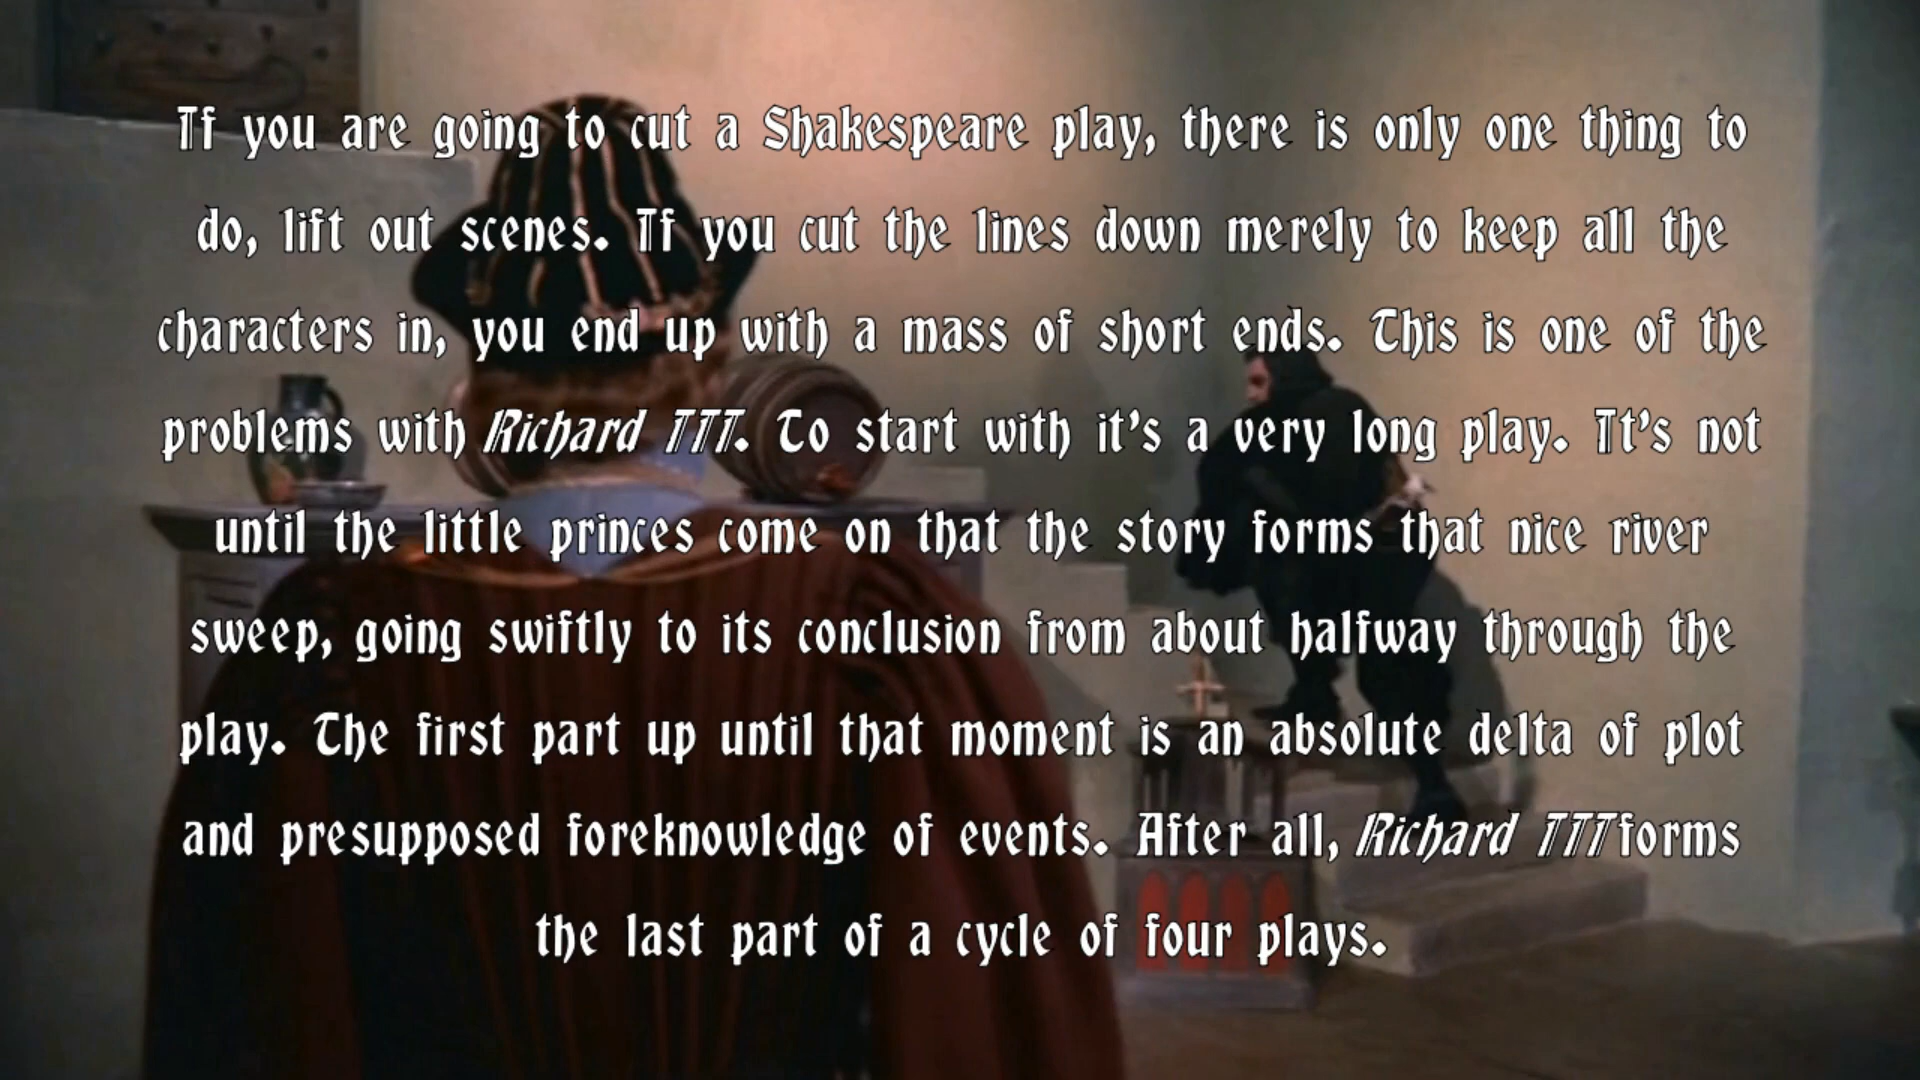 If you are going to cut a Shakespeare play, there is only one thing to
do, lift out scenes. If you cut the lines down merely to keep all the
characters in, you end up with a mass of short ends. This is one of the
problems with Richard III. To start with it's a very long play. It's not
until the little princes come on that the story forms that nice river
sweep, going swiftly to its conclusion from about halfway through the
play. The first part up until that moment is an absolute delta of plot
and presupposed foreknowledge of events. After all, Richard III forms
the last part of a cycle of four plays.